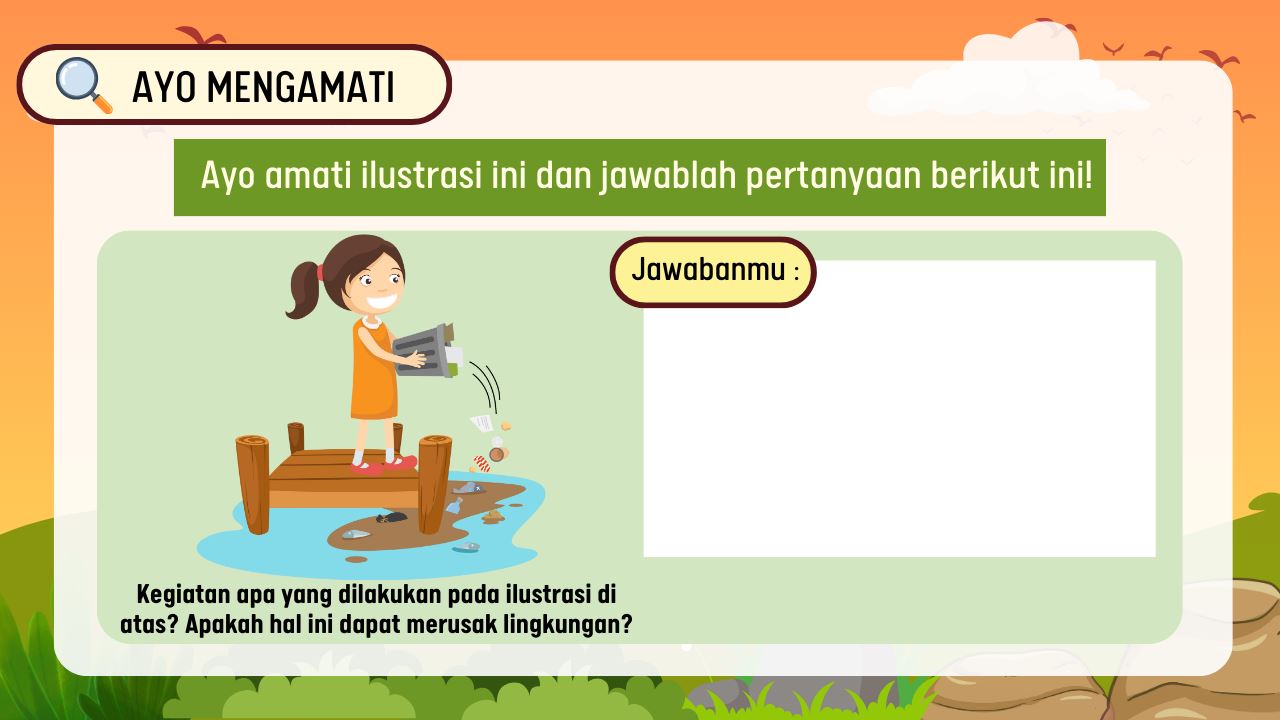 AYO MENGAMATI
Ayo amati ilustrasi ini dan jawablah pertanyaan berikut ini!
Jawabanmu :
Kegiatan apa yang dilakukan pada ilustrasi di
atas? Apakah hal ini dapat merusak lingkungan?